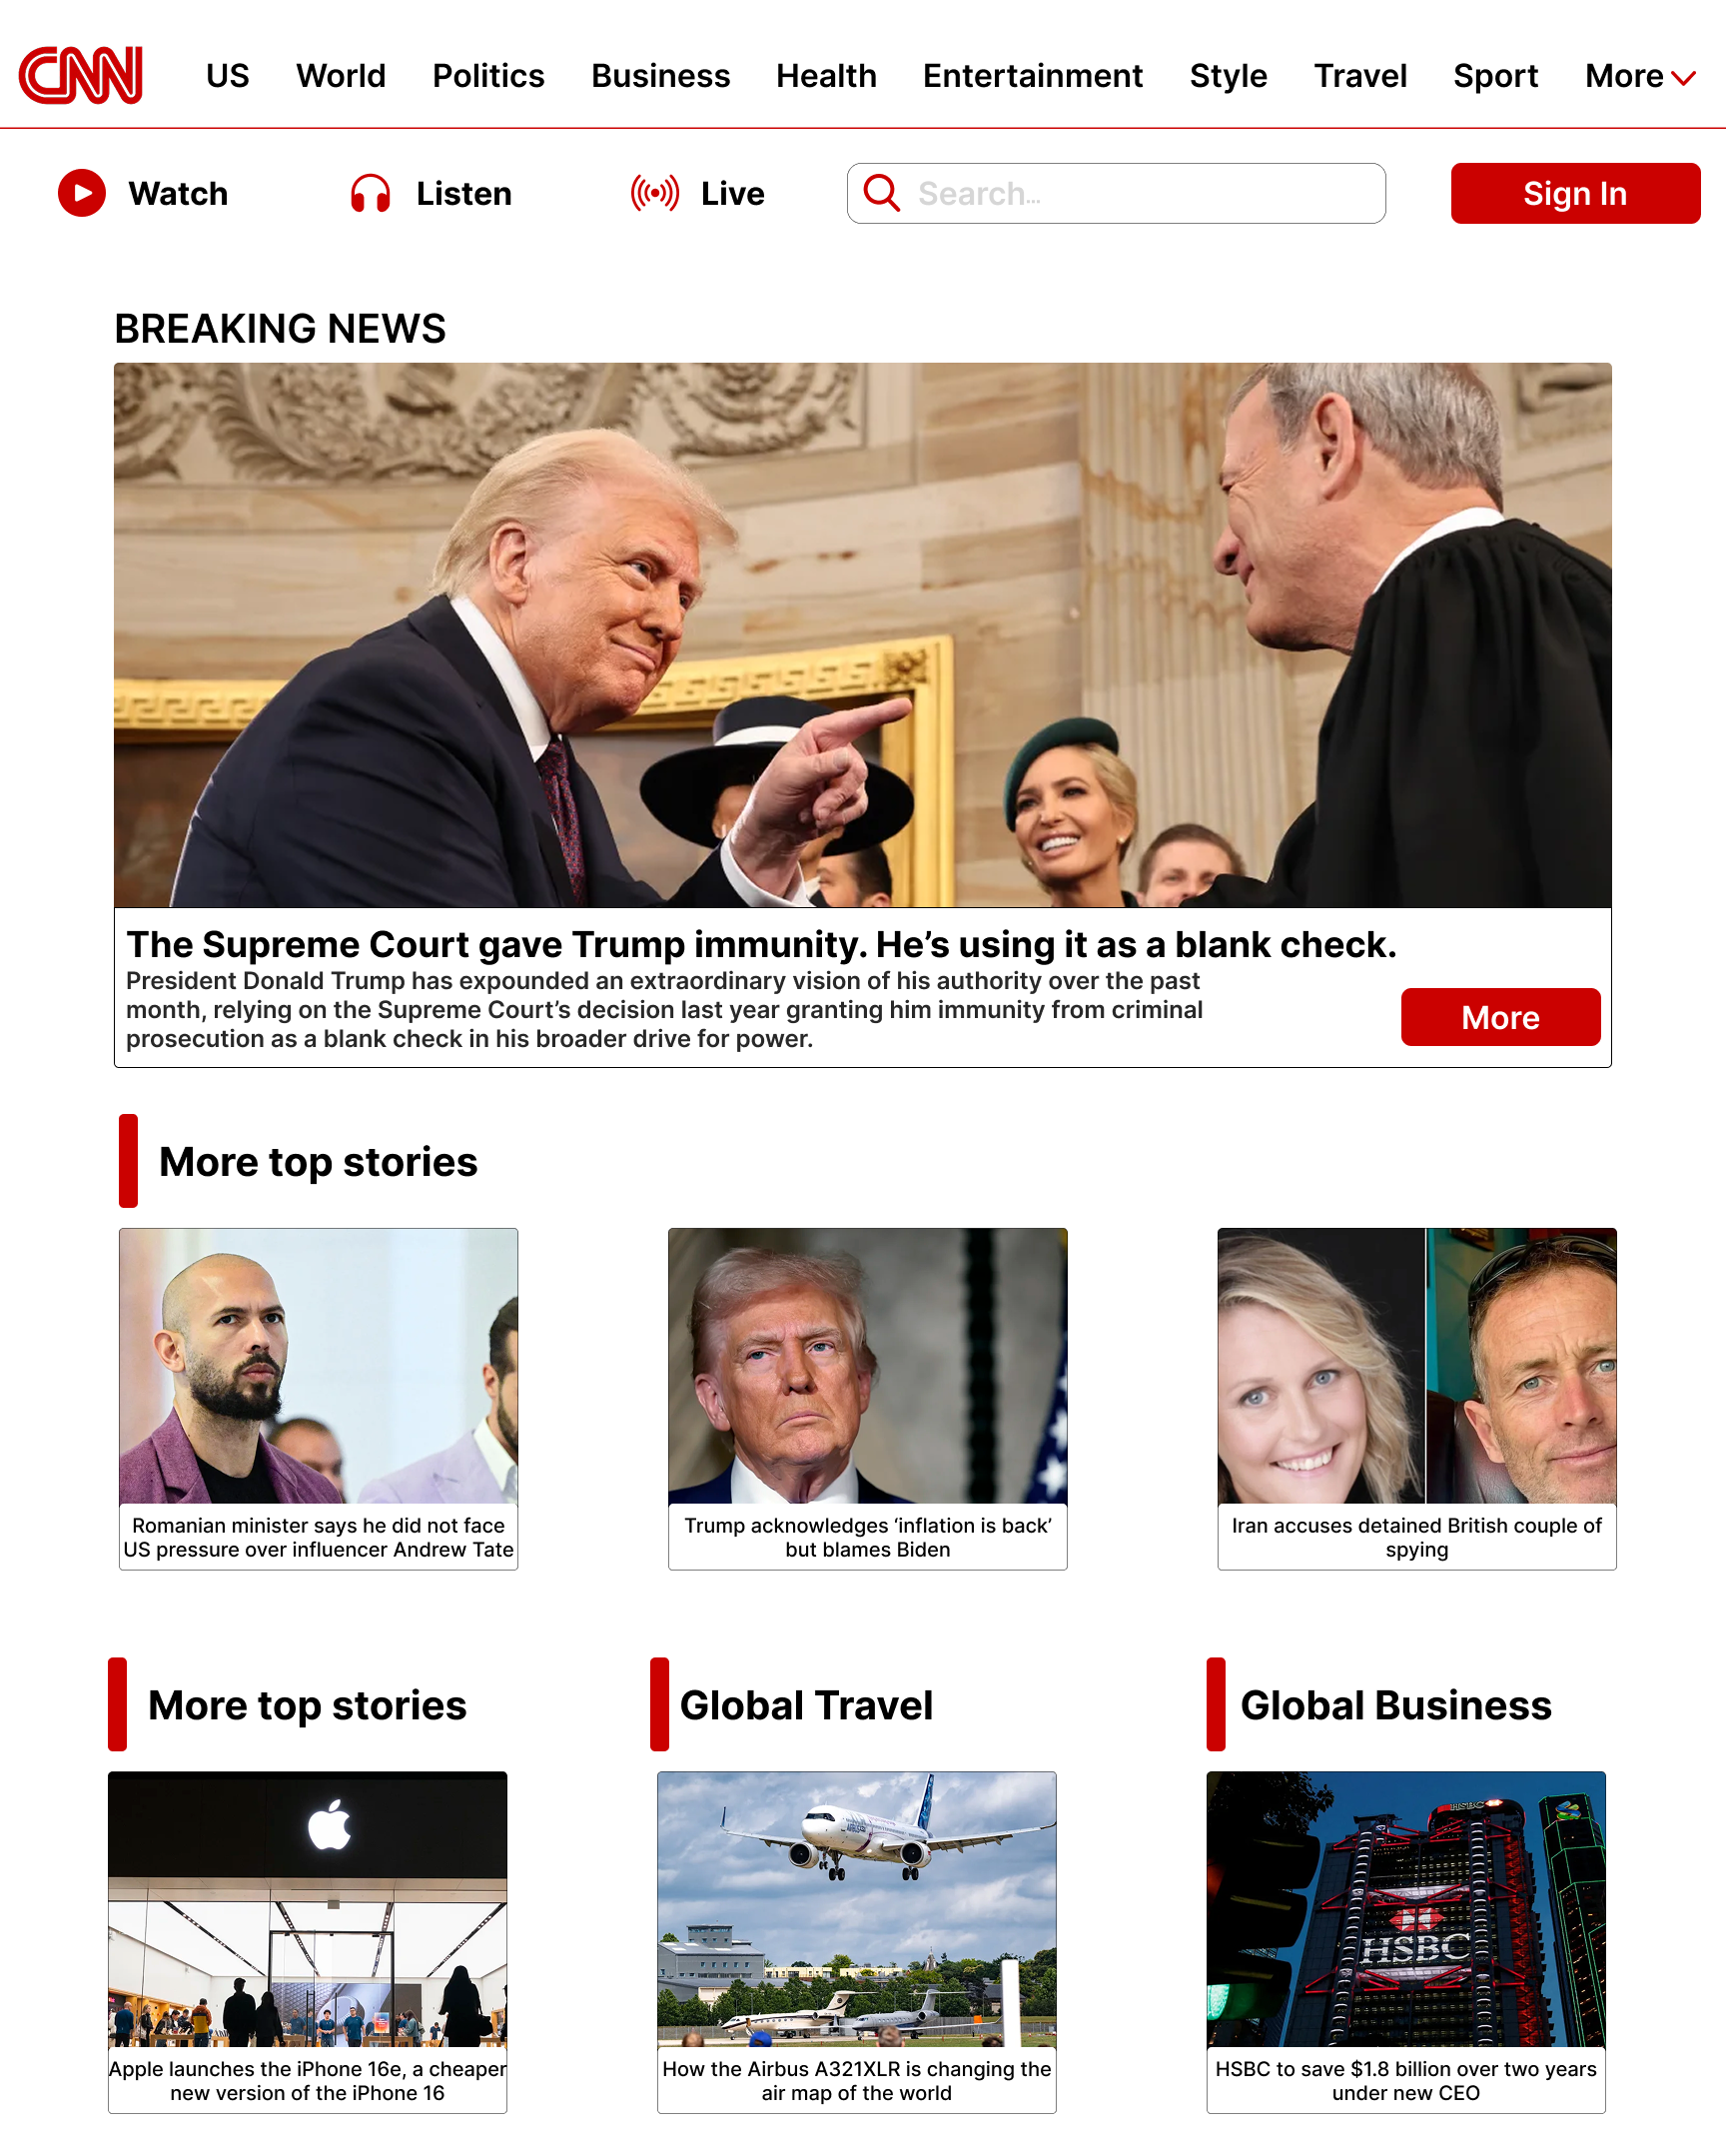 CNN
US World Politics Business Health Entertainment Style Travel Sport More
Watch Listen Live Search... Sign In
BREAKING NEWS
The Supreme Court gave Trump immunity. He’s using it as a blank check.
President Donald Trump has expounded an extraordinary vision of his authority over the past
month, relying on the Supreme Court’s decision last year granting him immunity from criminal
prosecution as a blank check in his broader drive for power.
More
More top stories
Romanian minister says he did not face
US pressure over influencer Andrew Tate
Trump acknowledges ‘inflation is back’
but blames Biden
Iran accuses detained British couple of
spying
More top stories
Global Travel
Global Business
AIRBUS
HSBC
HSBC
Apple launches the iPhone 16e, a cheaper
new version of the iPhone 16
How the Airbus A321XLR is changing the
air map of the world
HSBC to save $1.8 billion over two years
under new CEO